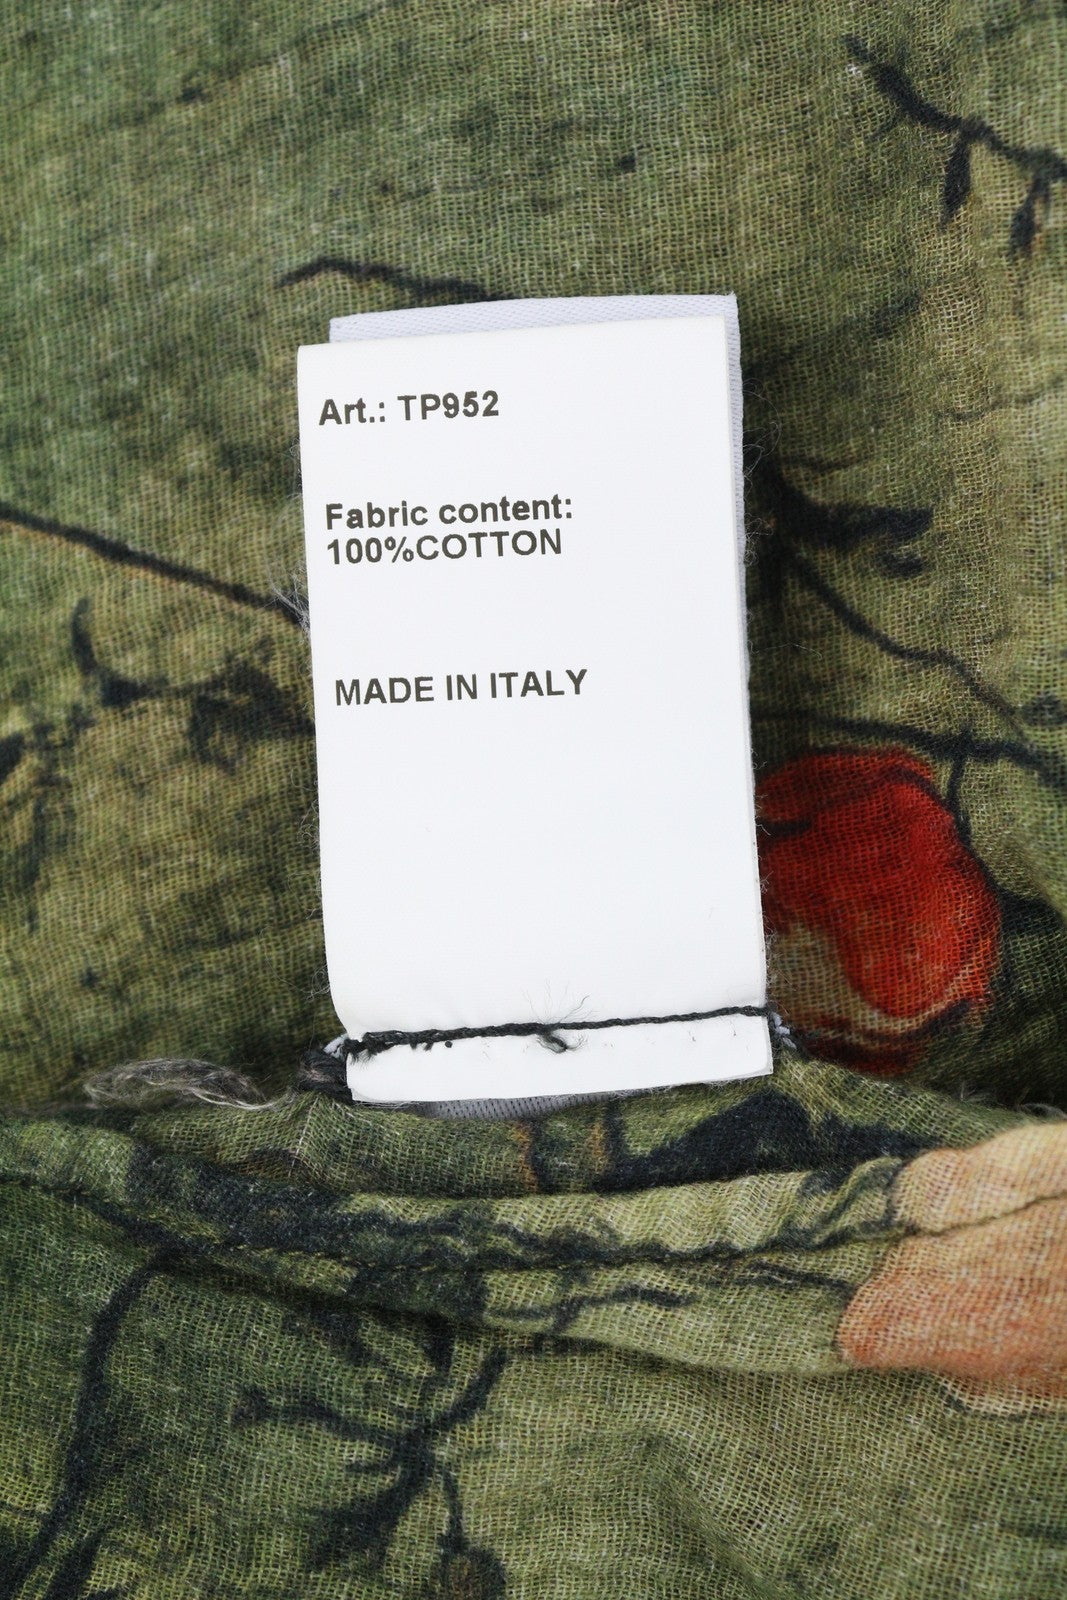 Art.: TP952
Fabric content:
100%COTTON
MADE IN ITALY